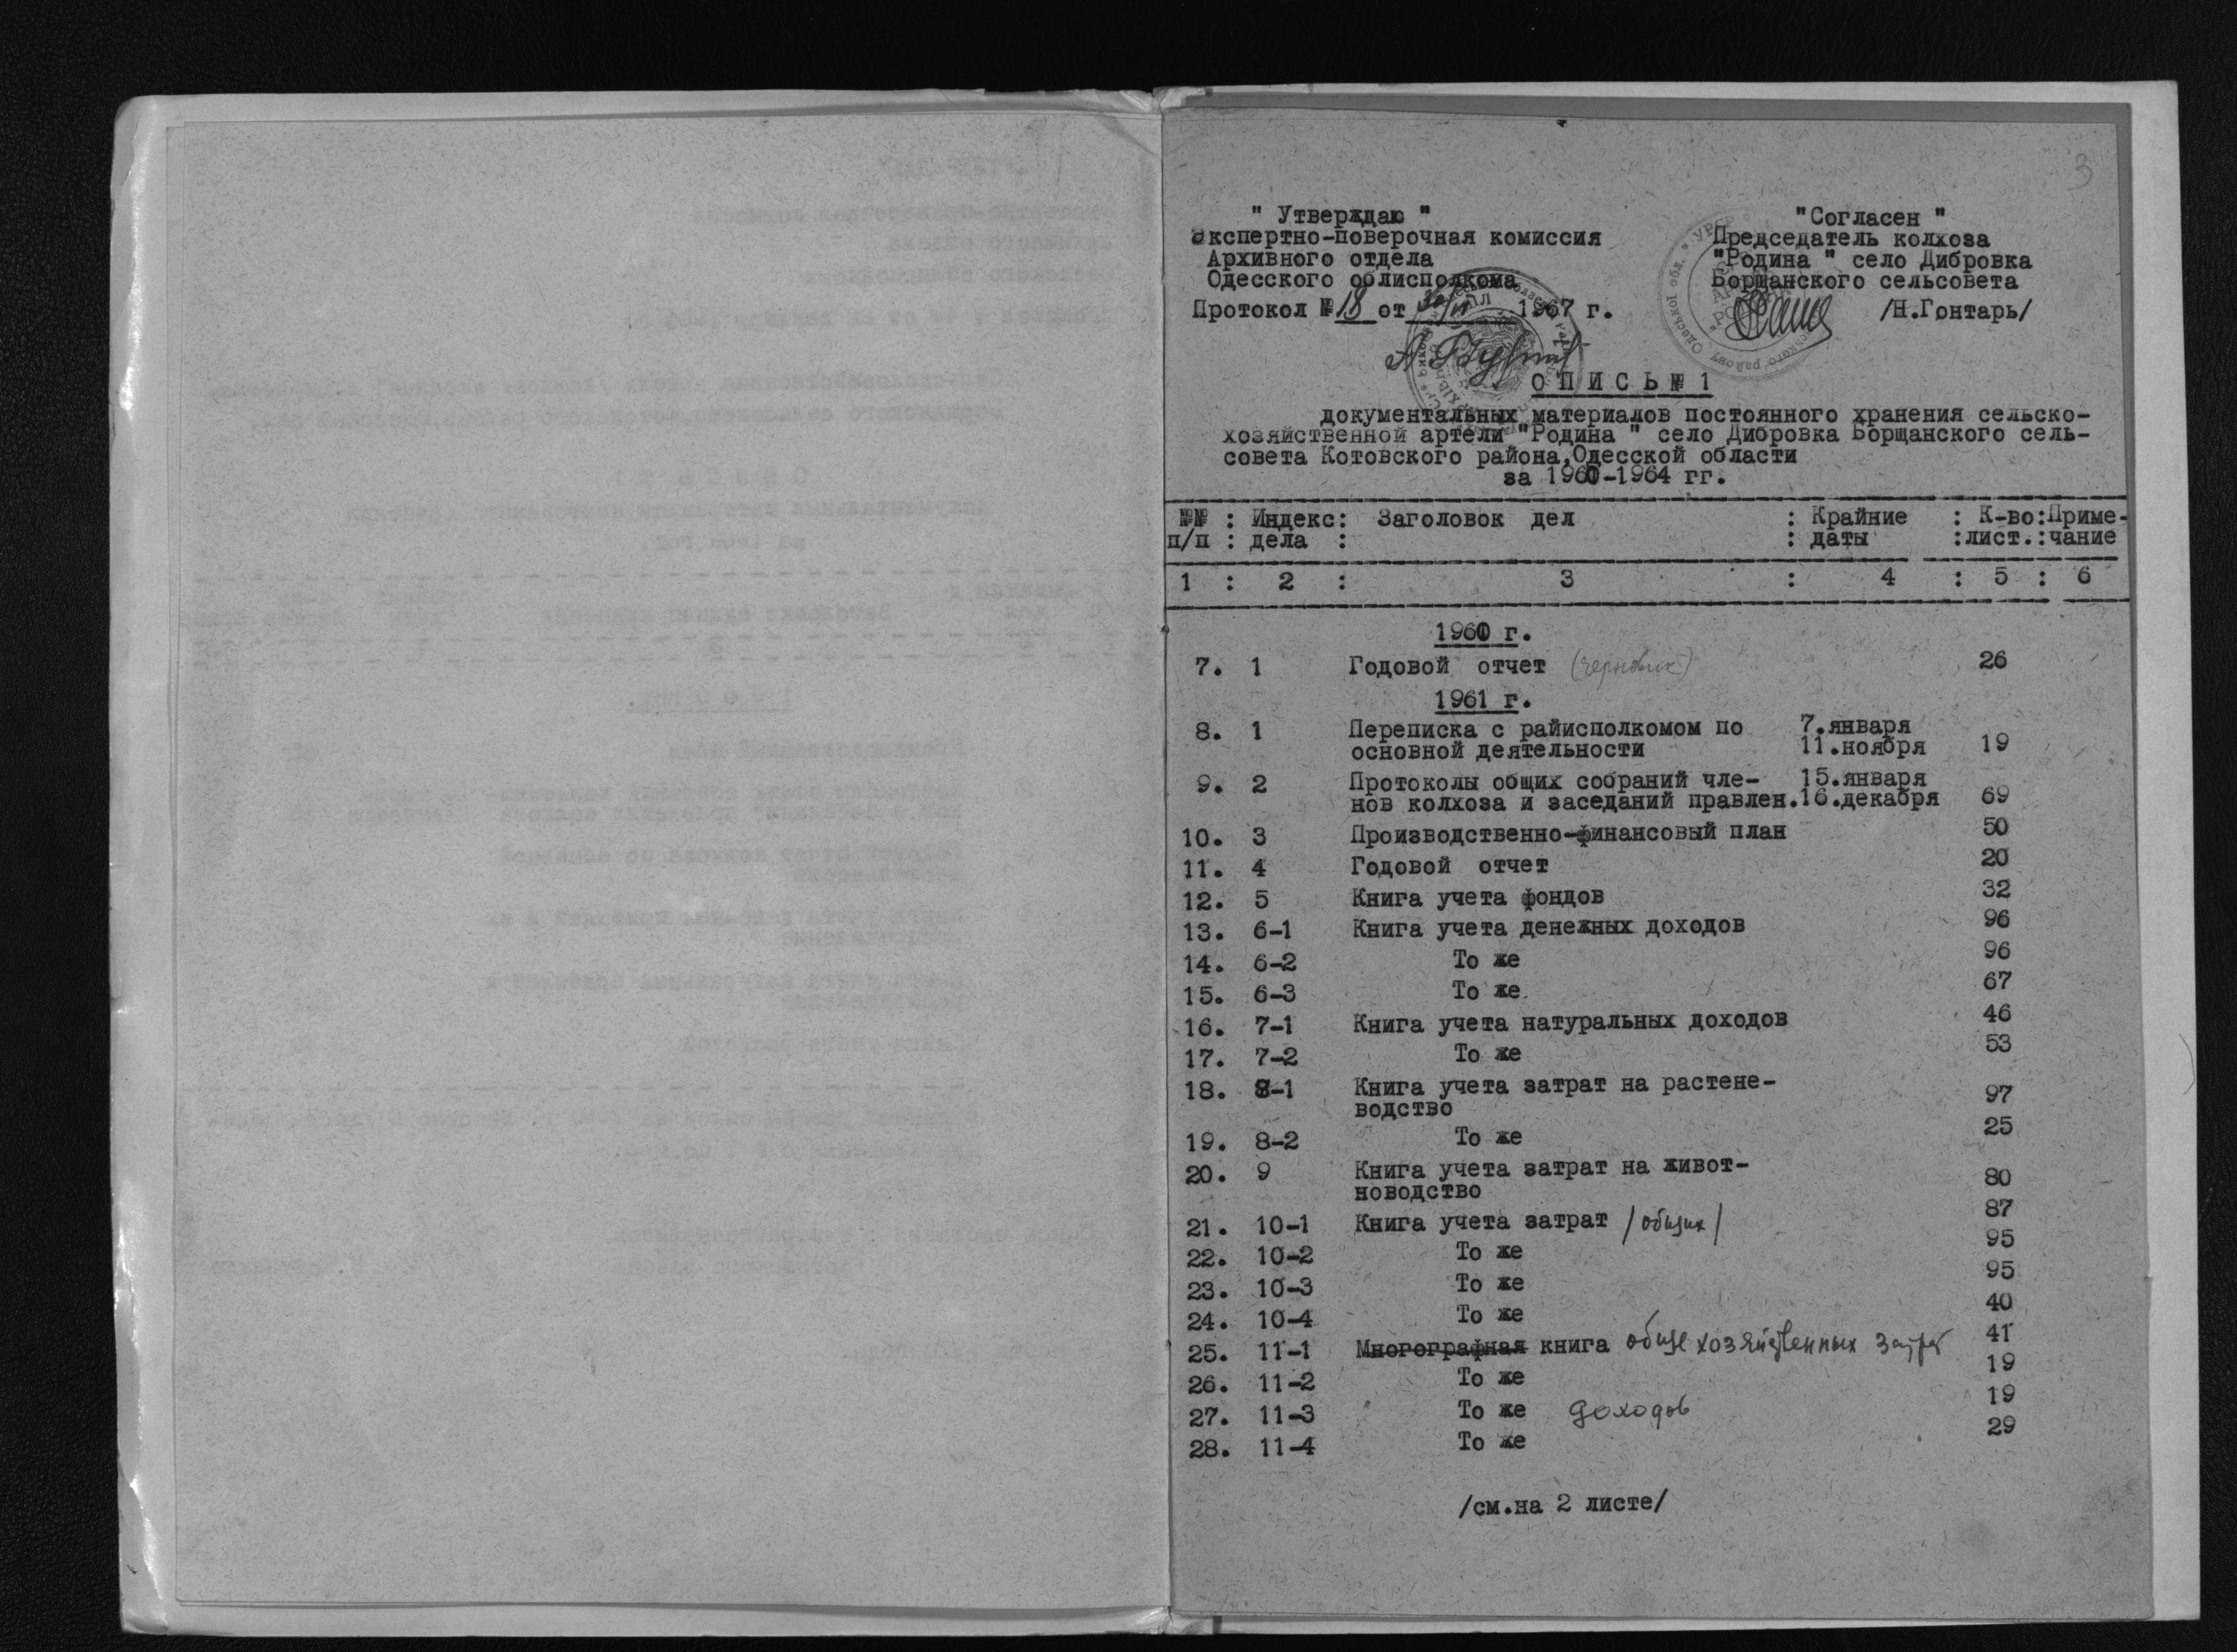 3
" Утверждаю "
Экспертно-поверочная комиссия
Архивного отдела
Одесского облисполкома
Протокол № 18 от 1967 г.
"Согласен "
Председатель колхоза
"Родина " село Дибровка
Борщанского сельсовета
/Н.Гонтарь/
О П И С Ь № 1
документальных материалов постоянного хранения сельско-
хозяйственной артели "Родина " село Дибровка Борщанского сель-
совета Котовского района,Одесской области
за 1960-1964 гг.
№№ : Индекс: Заголовок дел : Крайние : К-во:Приме-
п/п : дела : : даты :лист.:чание
1 : 2 : 3 : 4 : 5 : 6
1960 г.
7. 1 Годовой отчет (черновик) 26
1961 г.
8. 1 Переписка с райисполкомом по 7.января
основной деятельности 11.ноября 19
9. 2 Протоколы общих собраний чле- 15.января
нов колхоза и заседаний правлен.16.декабря 69
10. 3 Производственно-финансовый план 50
11. 4 Годовой отчет 20
12. 5 Книга учета фондов 32
13. 6-1 Книга учета денежных доходов 96
14. 6-2 То же 96
15. 6-3 То же 67
16. 7-1 Книга учета натуральных доходов 46
17. 7-2 То же 53
18. 8-1 Книга учета затрат на растене-
водство 97
19. 8-2 То же 25
20. 9 Книга учета затрат на живот-
новодство 80
21. 10-1 Книга учета затрат /общих/ 87
22. 10-2 То же 95
23. 10-3 То же 95
24. 10-4 То же 40
25. 11-1 Многографная книга общехозяйственных затрат 41
26. 11-2 То же 19
27. 11-3 То же доходов 19
28. 11-4 То же 29
/см.на 2 листе/